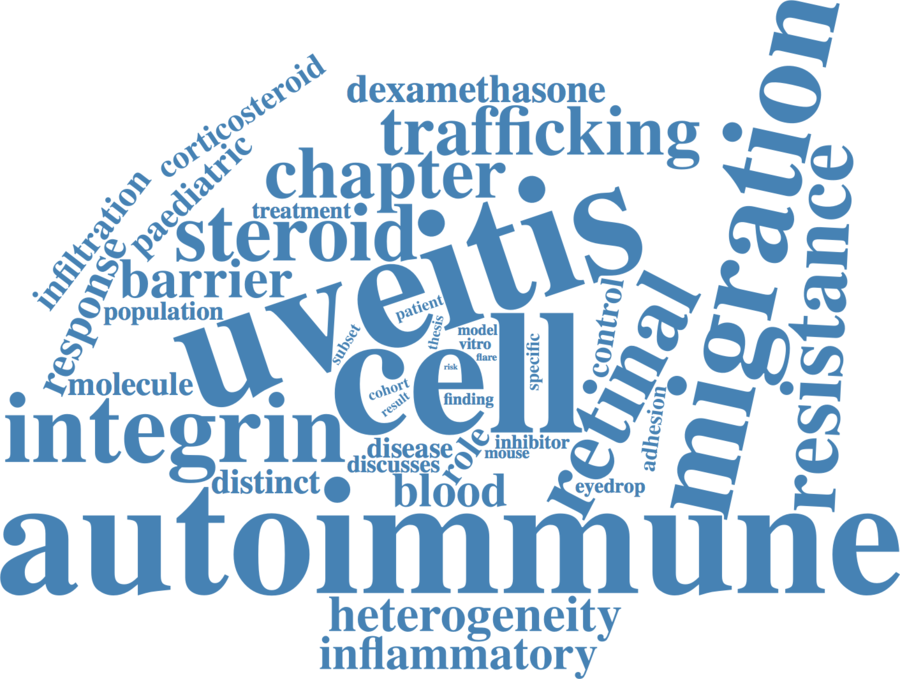 migration
corticosteroid
dexamethasone
trafficking
paediatric
resistance
chapter
infiltration
treatment
steroid
uveitis
response
barrier
population
retinal
control
patient
subset
thesis
model
vitro
flare
specific
risk
cell
molecule
cohort
result
finding
integrin
adhesion
role
inhibitor
disease
mouse
discusses
distinct
blood
eyedrop
autoimmune
heterogeneity
inflammatory